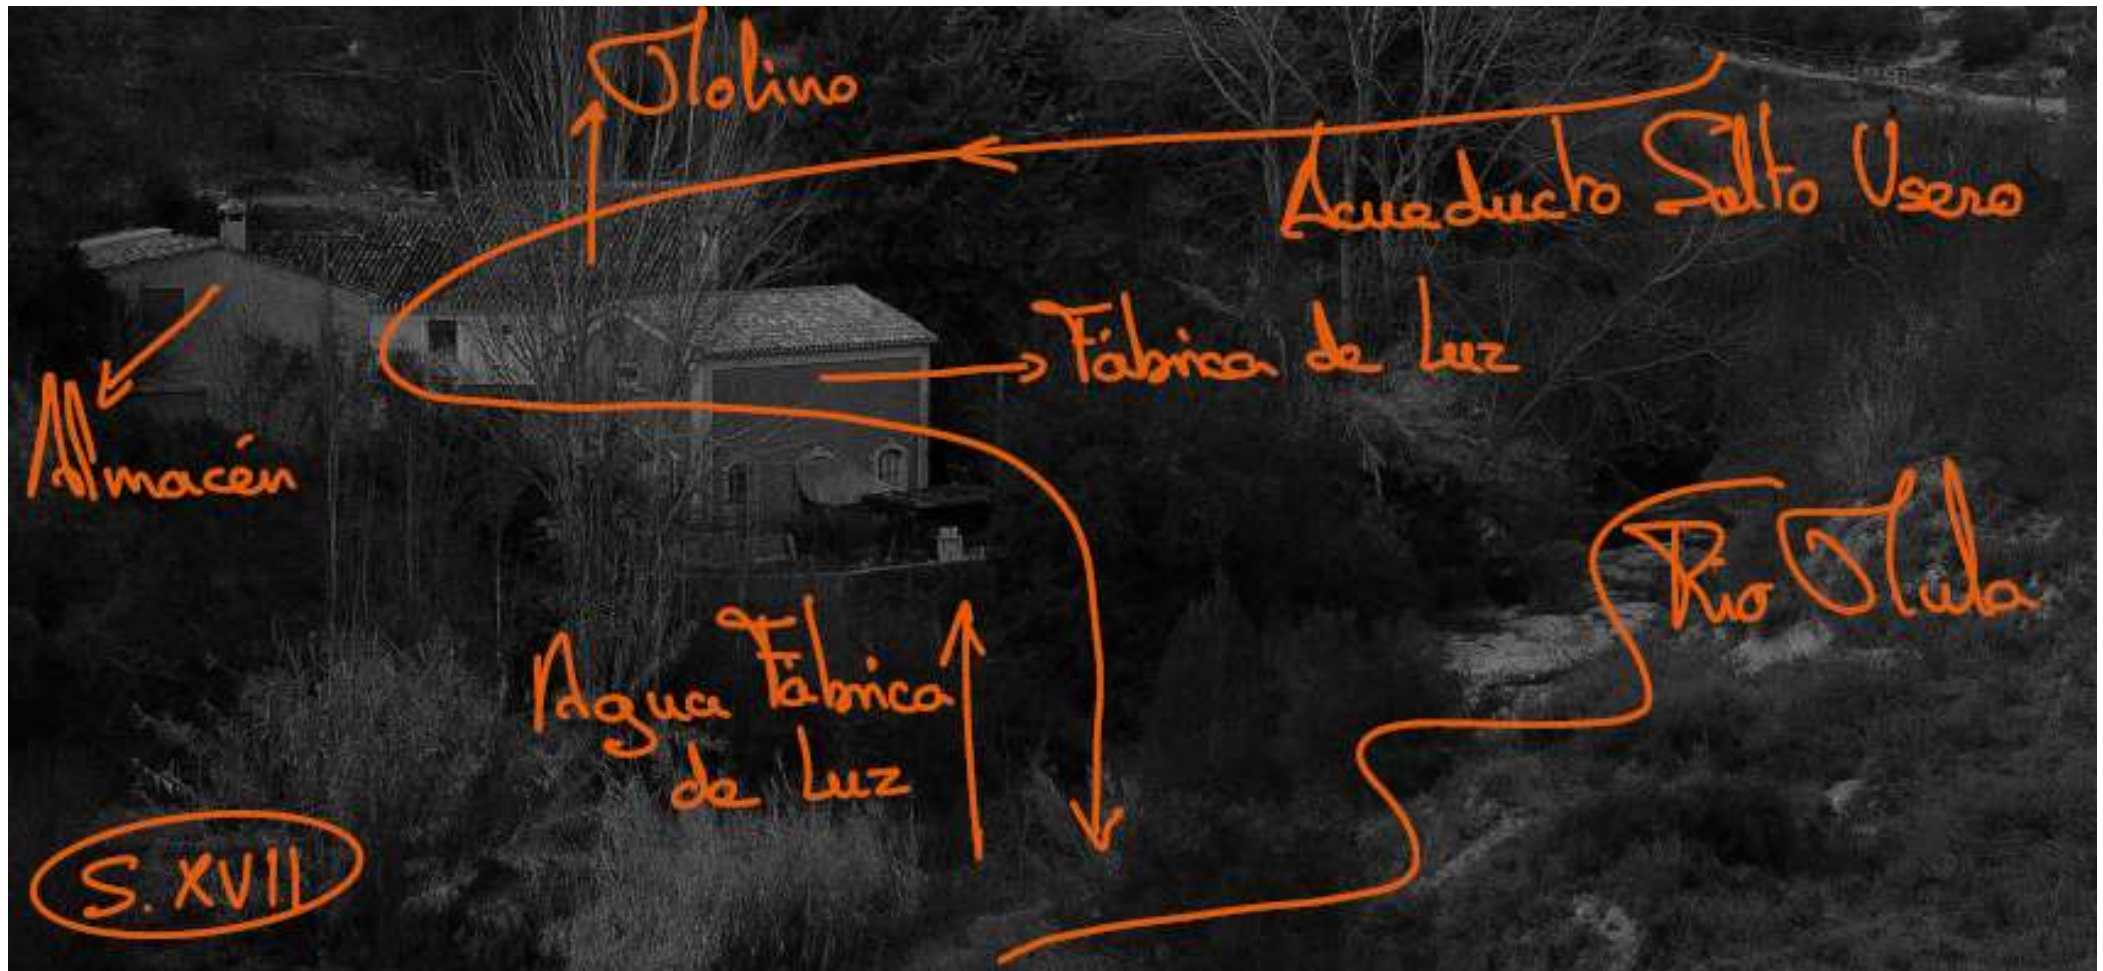 Molino
Acueducto Salto Usero
Fábrica de Luz
Almacén
Río Mula
Agua Fábrica
de Luz
S. XVII